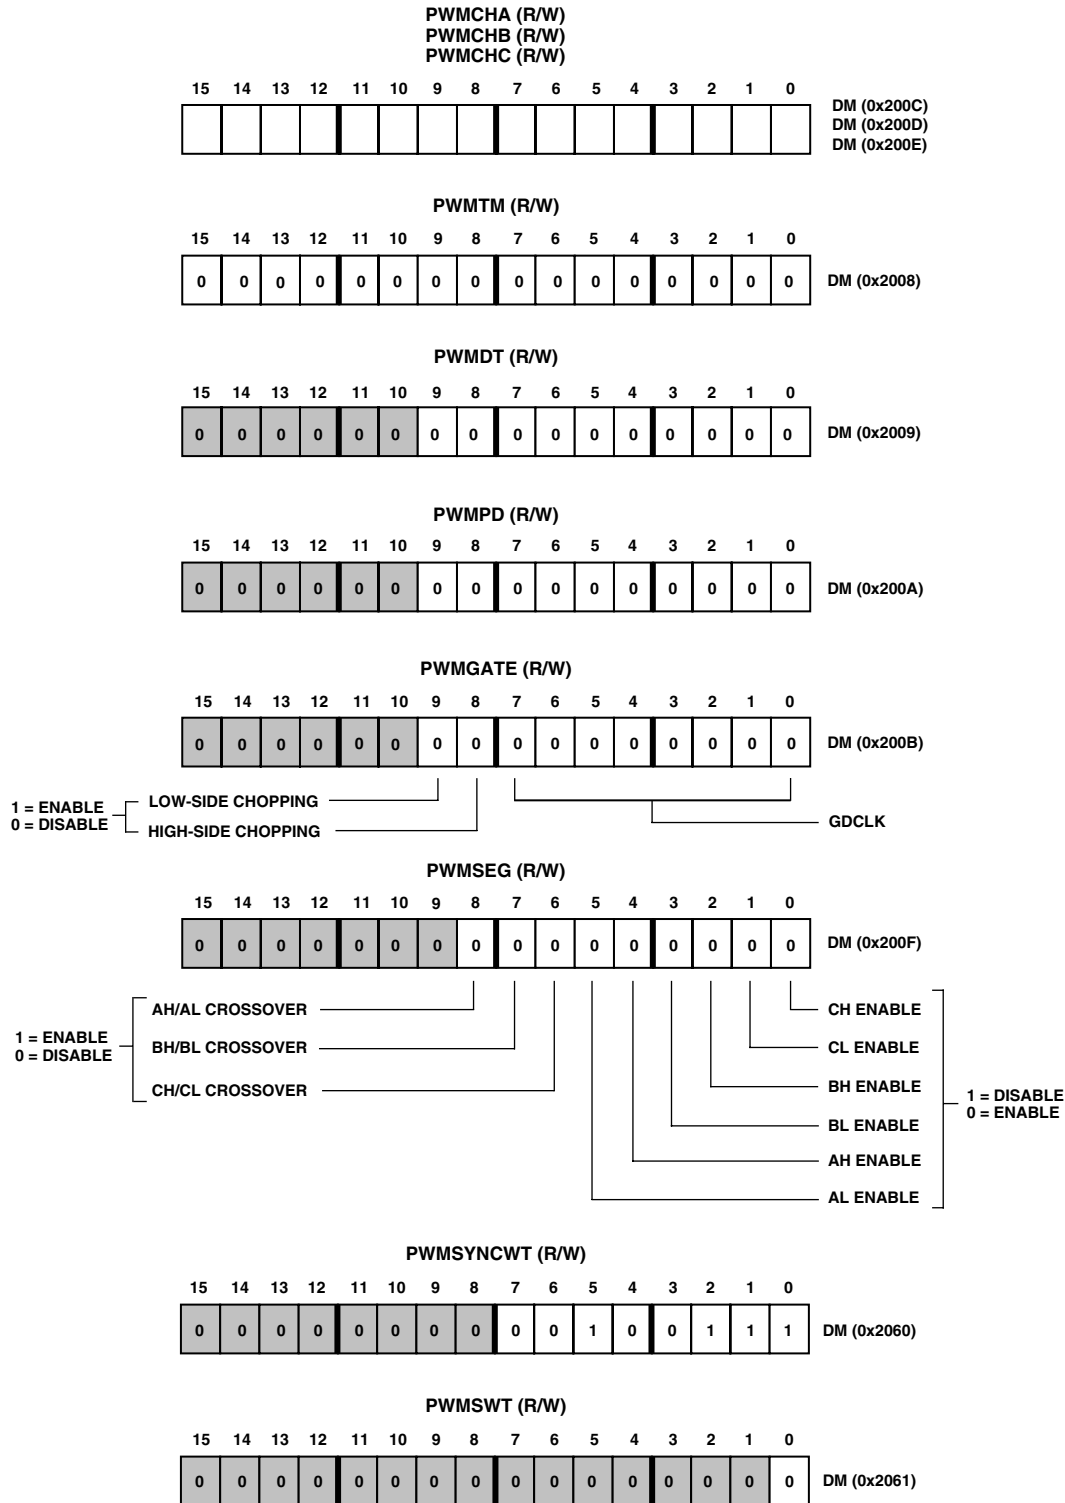 PWMCHA (R/W)
PWMCHB (R/W)
PWMCHC (R/W)
15 14 13 12 11 10 9 8 7 6 5 4 3 2 1 0
DM (0x200C)
DM (0x200D)
DM (0x200E)
PWMTM (R/W)
15 14 13 12 11 10 9 8 7 6 5 4 3 2 1 0
0 0 0 0 0 0 0 0 0 0 0 0 0 0 0 0 DM (0x2008)
PWMDT (R/W)
15 14 13 12 11 10 9 8 7 6 5 4 3 2 1 0
0 0 0 0 0 0 0 0 0 0 0 0 0 0 0 0 DM (0x2009)
PWMPD (R/W)
15 14 13 12 11 10 9 8 7 6 5 4 3 2 1 0
0 0 0 0 0 0 0 0 0 0 0 0 0 0 0 0 DM (0x200A)
PWMGATE (R/W)
15 14 13 12 11 10 9 8 7 6 5 4 3 2 1 0
0 0 0 0 0 0 0 0 0 0 0 0 0 0 0 0 DM (0x200B)
1 = ENABLE
0 = DISABLE
LOW-SIDE CHOPPING
HIGH-SIDE CHOPPING
GDCLK
PWMSEG (R/W)
15 14 13 12 11 10 9 8 7 6 5 4 3 2 1 0
0 0 0 0 0 0 0 0 0 0 0 0 0 0 0 0 DM (0x200F)
1 = ENABLE
0 = DISABLE
AH/AL CROSSOVER
BH/BL CROSSOVER
CH/CL CROSSOVER
CH ENABLE
CL ENABLE
BH ENABLE
BL ENABLE
AH ENABLE
AL ENABLE
1 = DISABLE
0 = ENABLE
PWMSYNCWT (R/W)
15 14 13 12 11 10 9 8 7 6 5 4 3 2 1 0
0 0 0 0 0 0 0 0 0 0 1 0 0 1 1 1 DM (0x2060)
PWMSWT (R/W)
15 14 13 12 11 10 9 8 7 6 5 4 3 2 1 0
0 0 0 0 0 0 0 0 0 0 0 0 0 0 0 0 DM (0x2061)